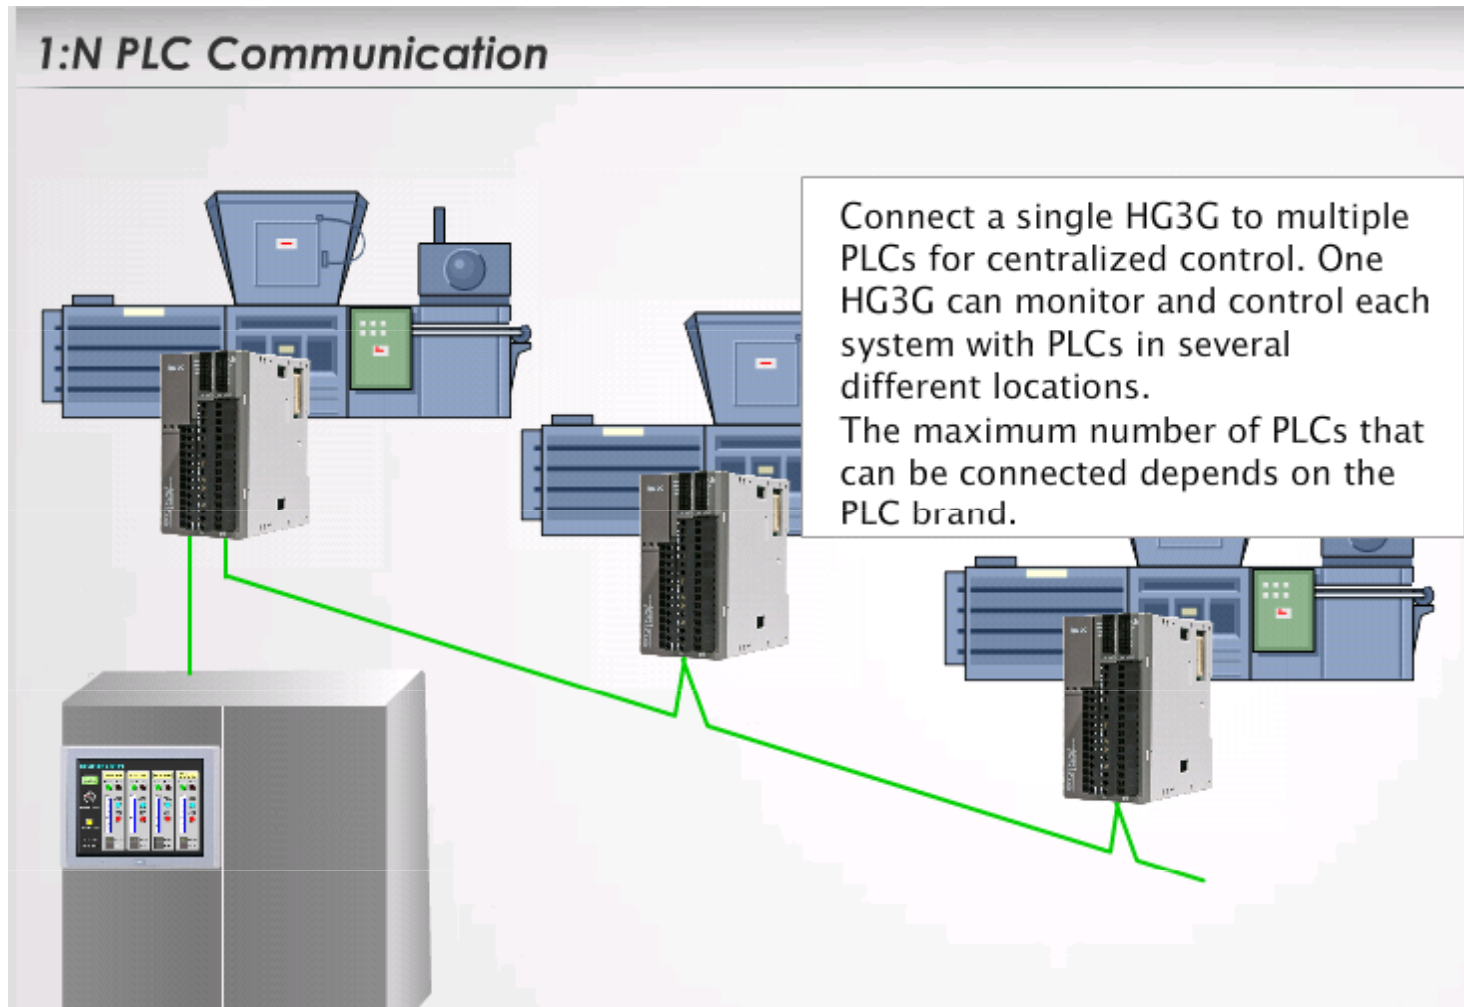 1:N PLC Communication
Connect a single HG3G to multiple
PLCs for centralized control. One
HG3G can monitor and control each
system with PLCs in several
different locations.
The maximum number of PLCs that
can be connected depends on the
PLC brand.